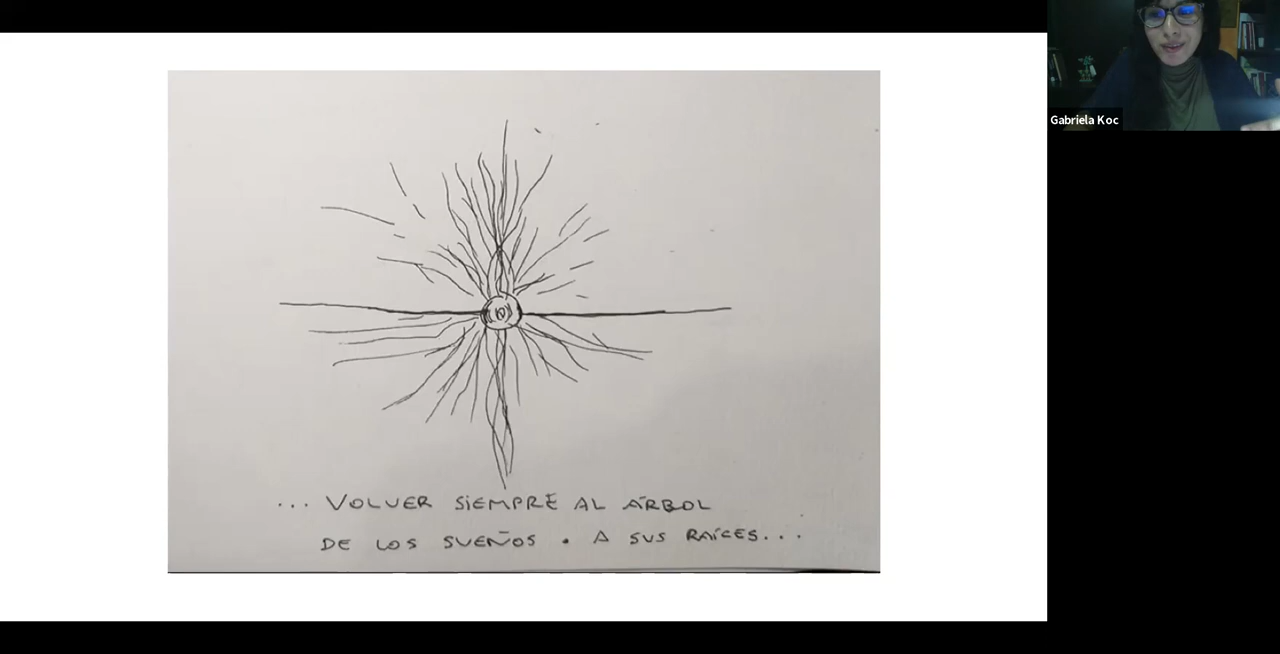 Gabriela Koc
... VOLVER SIEMPRE AL ÁRBOL
DE LOS SUEÑOS . A SUS RAÍCES...